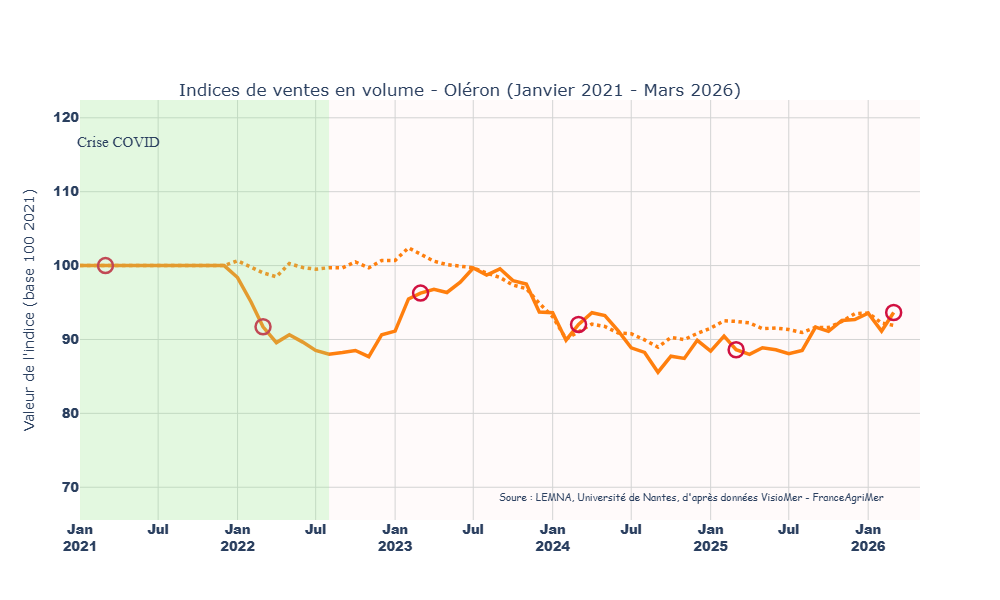 Indices de ventes en volume - Oléron (Janvier 2021 - Mars 2026)
Valeur de l'indice (base 100 2021)
120
110
100
90
80
70
Crise COVID
Soure : LEMNA, Université de Nantes, d'après données VisioMer - FranceAgriMer
Jan Jul Jan Jul Jan Jul Jan Jul Jan Jul Jan
2021 2022 2023 2024 2025 2026